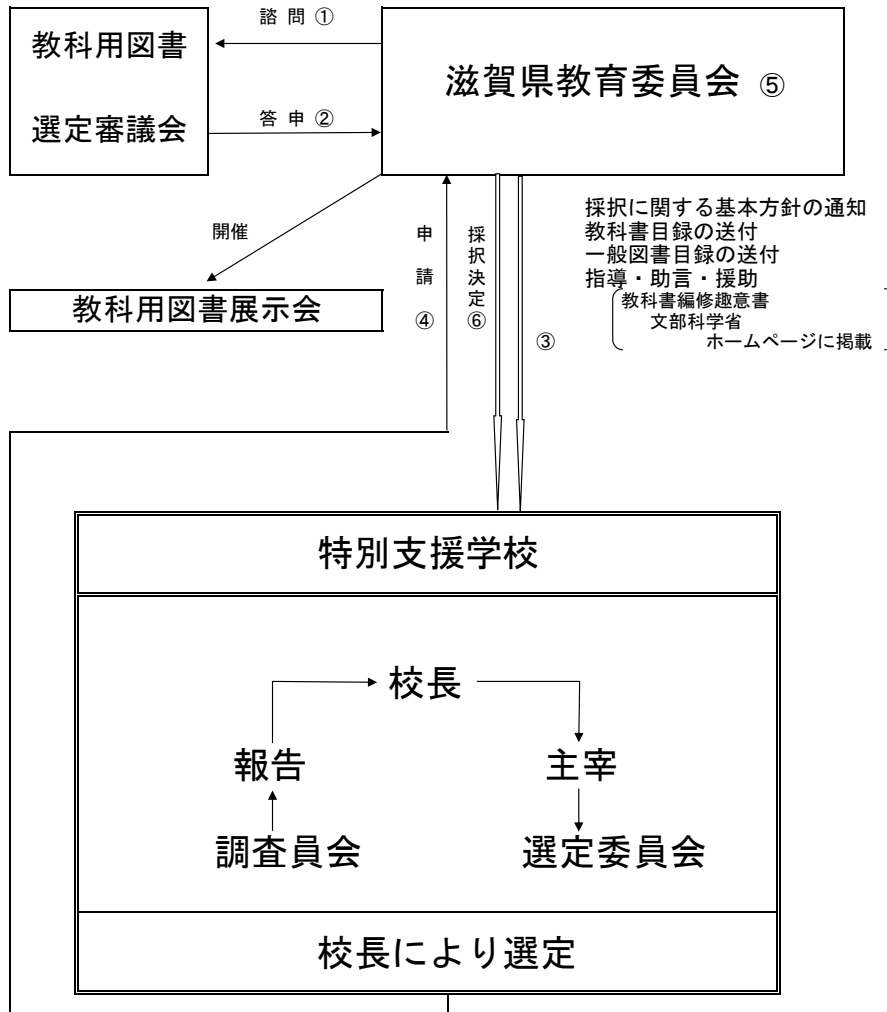 諮問①
教科用図書
選定審議会
滋賀県教育委員会 ⑤
答申②
開催
申請④
採択決定⑥
③
採択に関する基本方針の通知
教科書目録の送付
一般図書目録の送付
指導・助言・援助
教科書編修趣意書
文部科学省
ホームページに掲載
教科用図書展示会
特別支援学校
校長
報告
主宰
調査員会
選定委員会
校長により選定